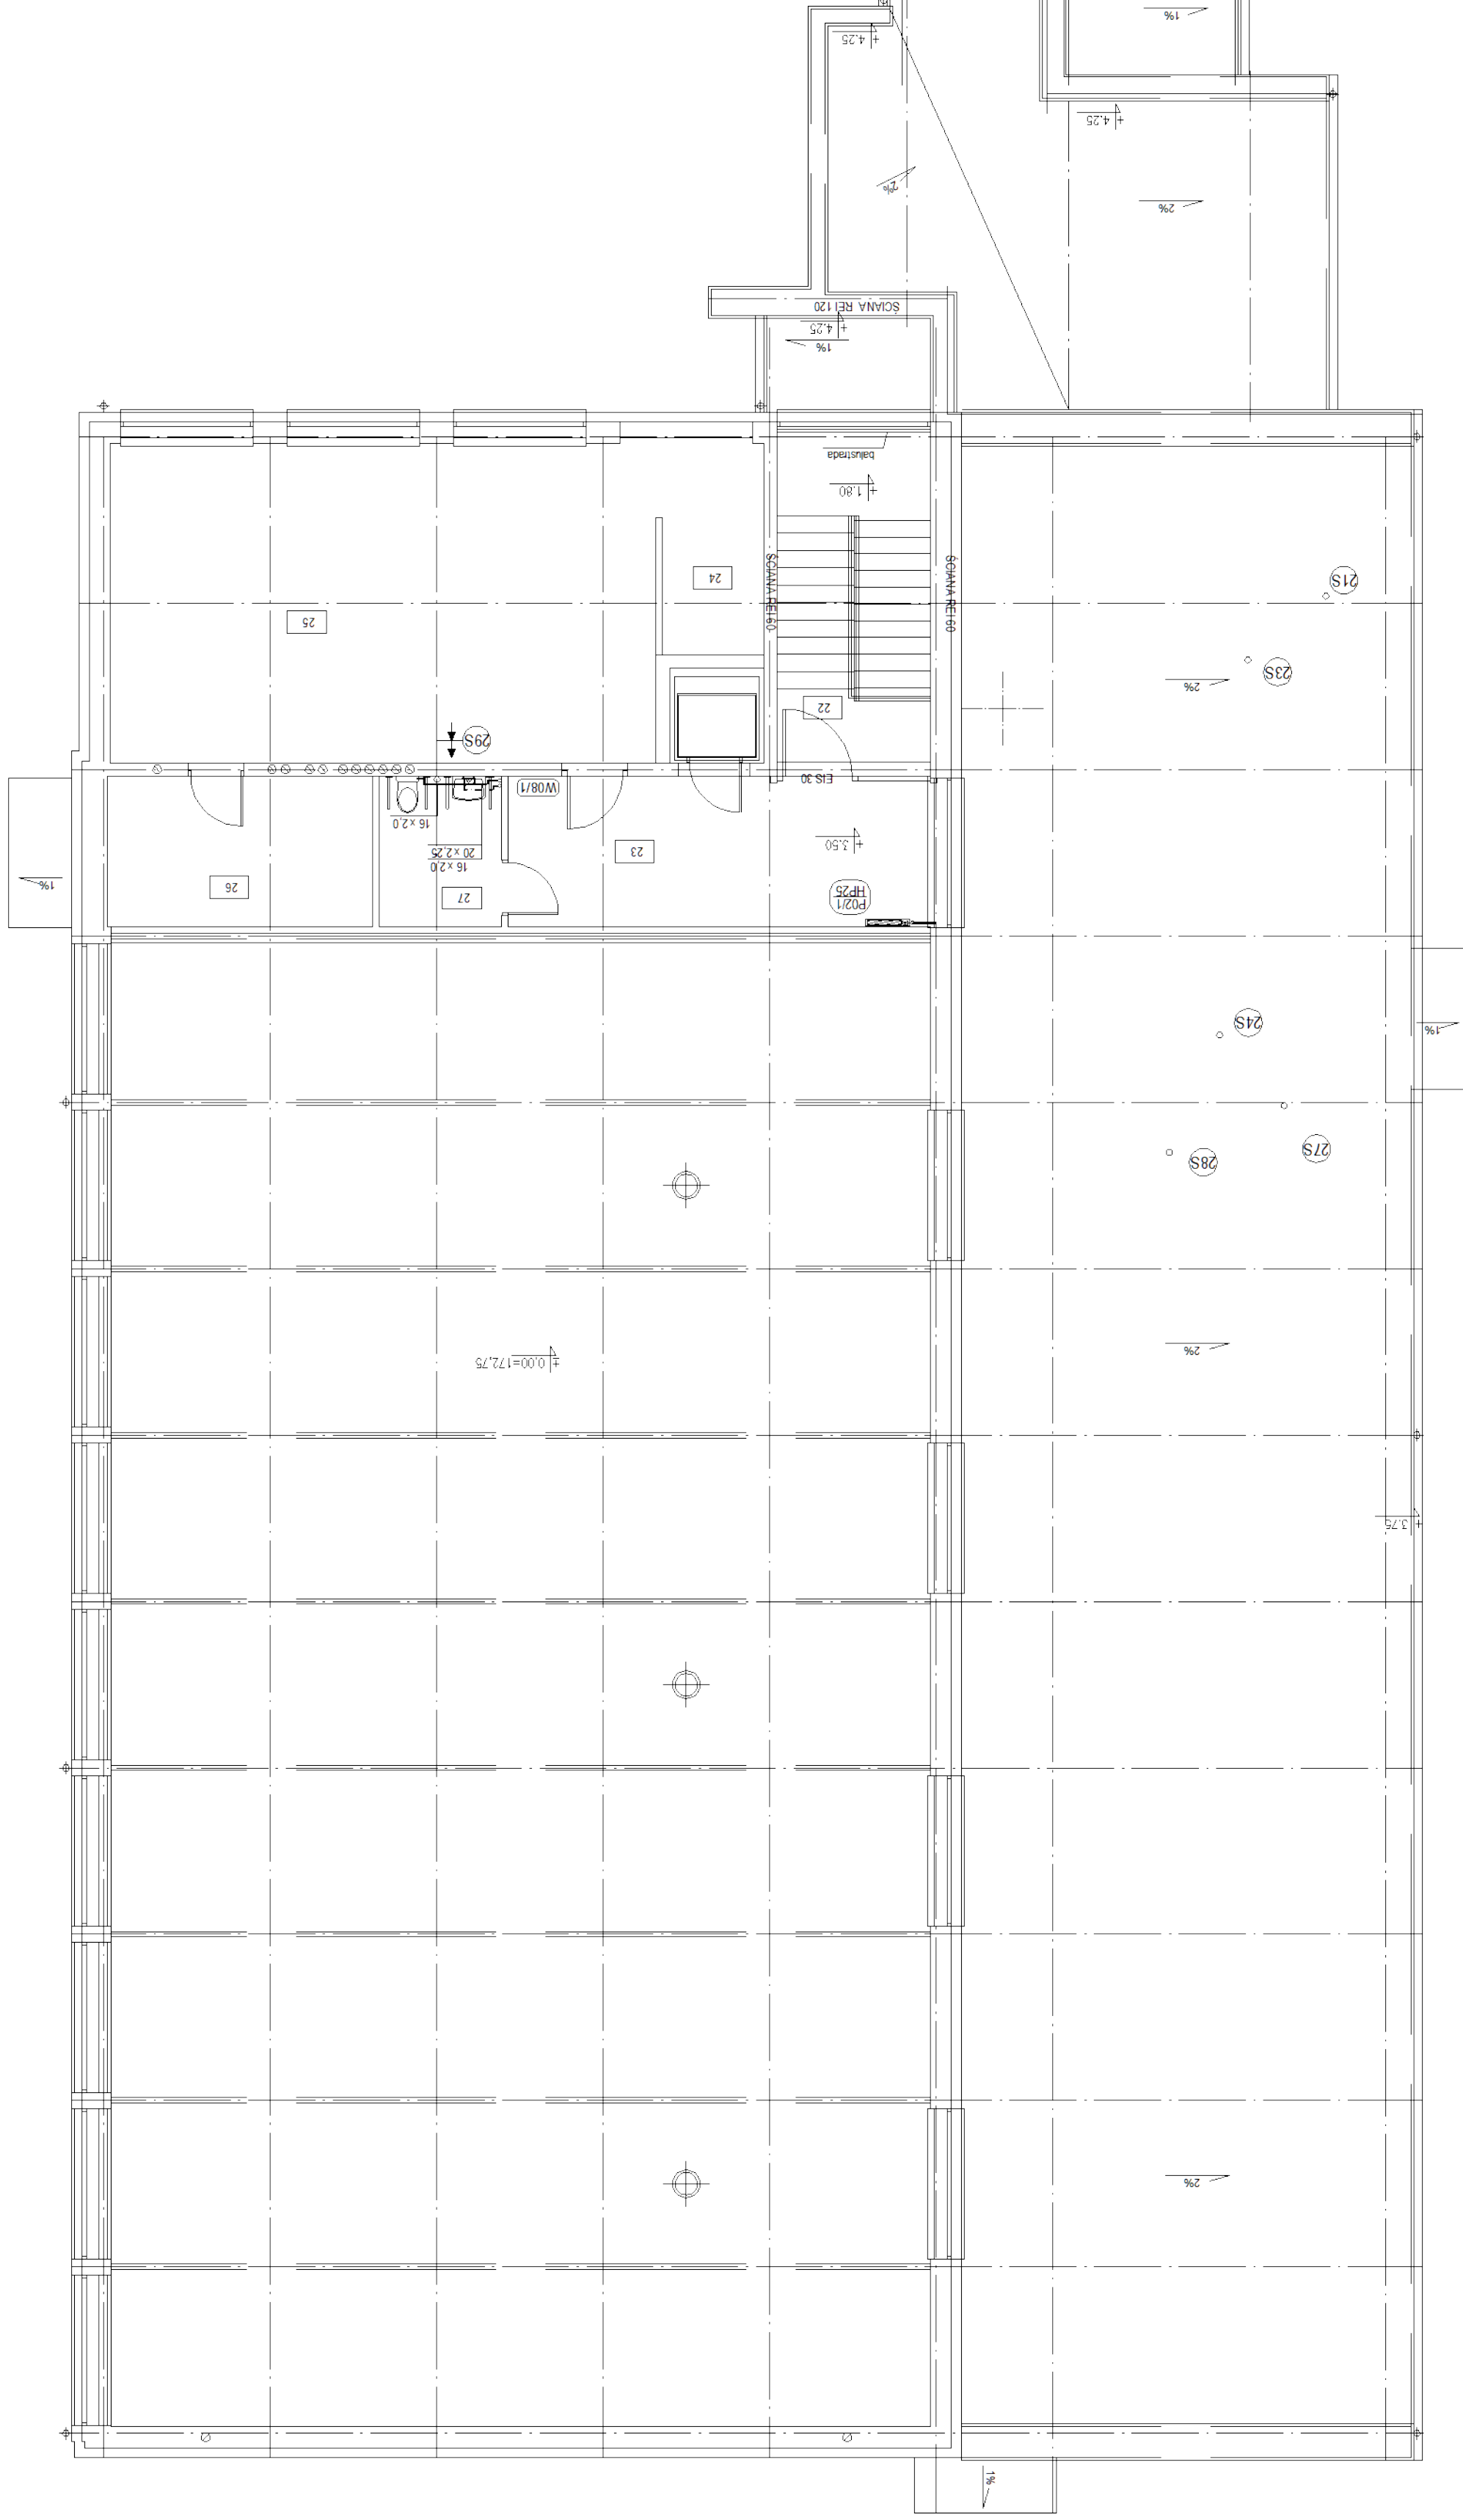 1%
+ 4.25
+ 4.25
2%
2%
ŚCIANA REI 120
+ 4.25
1%
balustrada
+ 1.80
ŚCIANA REI 60
ŚCIANA REI 60
24
21S
25
23S
2%
22
29S
EIS 30
W08/1
16 x 2,0
+ 3.50
20 x 2,25
16 x 2,0
23
26
27
P02/1
HP25
1%
24S
1%
27S
28S
2%
± 0,00=172,75
+ 3.75
2%
1%